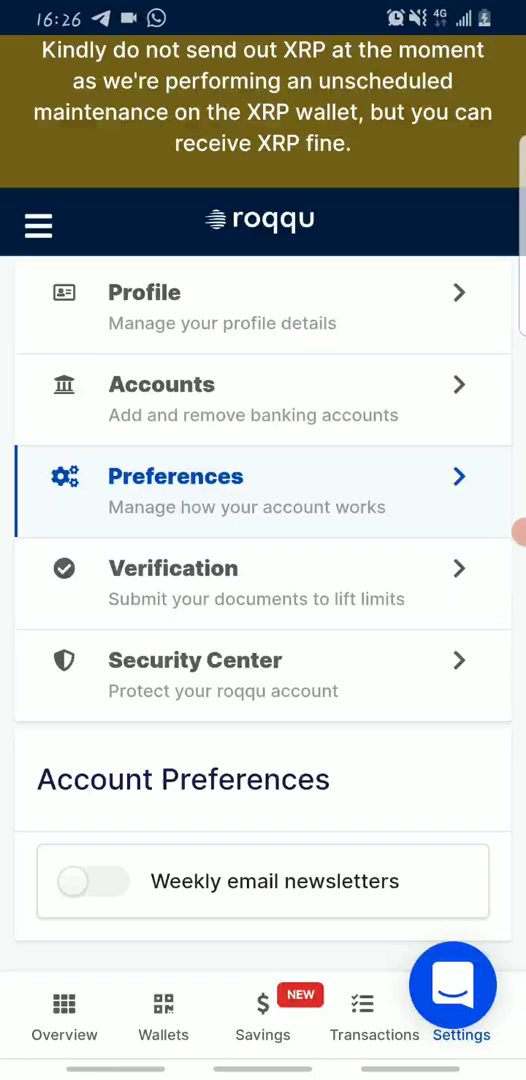 16:26
4G
Kindly do not send out XRP at the moment
as we're performing an unscheduled
maintenance on the XRP wallet, but you can
receive XRP fine.
roqqu
Profile
Manage your profile details
Accounts
Add and remove banking accounts
Preferences
Manage how your account works
Verification
Submit your documents to lift limits
Security Center
Protect your roqqu account
Account Preferences
Weekly email newsletters
NEW
Overview Wallets Savings Transactions Settings